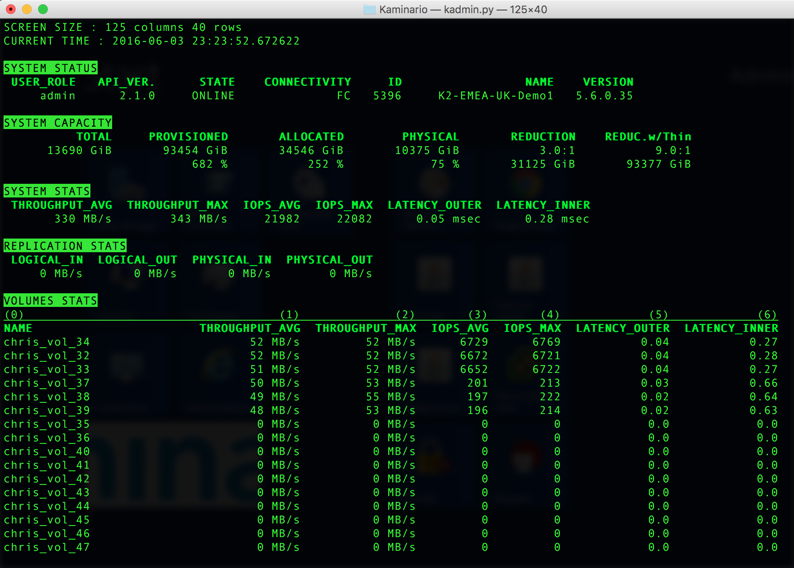 Kaminario — kadmin.py — 125×40
SCREEN SIZE : 125 columns 40 rows
CURRENT TIME : 2016-06-03 23:23:52.672622
SYSTEM STATUS
USER_ROLE API_VER. STATE CONNECTIVITY ID NAME VERSION
admin 2.1.0 ONLINE FC 5396 K2-EMEA-UK-Demo1 5.6.0.35
SYSTEM CAPACITY
TOTAL PROVISIONED ALLOCATED PHYSICAL REDUCTION REDUC.w/Thin
13690 GiB 93454 GiB 34546 GiB 10375 GiB 3.0:1 9.0:1
682 % 252 % 75 % 31125 GiB 93377 GiB
SYSTEM STATS
THROUGHPUT_AVG THROUGHPUT_MAX IOPS_AVG IOPS_MAX LATENCY_OUTER LATENCY_INNER
330 MB/s 343 MB/s 21982 22082 0.05 msec 0.28 msec
REPLICATION STATS
LOGICAL_IN LOGICAL_OUT PHYSICAL_IN PHYSICAL_OUT
0 MB/s 0 MB/s 0 MB/s 0 MB/s
VOLUMES STATS
(0) (1) (2) (3) (4) (5) (6)
NAME THROUGHPUT_AVG THROUGHPUT_MAX IOPS_AVG IOPS_MAX LATENCY_OUTER LATENCY_INNER
chris_vol_34 52 MB/s 52 MB/s 6729 6769 0.04 0.27
chris_vol_32 52 MB/s 52 MB/s 6672 6721 0.04 0.28
chris_vol_33 51 MB/s 52 MB/s 6652 6722 0.04 0.27
chris_vol_37 50 MB/s 53 MB/s 201 213 0.03 0.66
chris_vol_38 49 MB/s 55 MB/s 197 222 0.02 0.64
chris_vol_39 48 MB/s 53 MB/s 196 214 0.02 0.63
chris_vol_35 0 MB/s 0 MB/s 0 0 0.0 0.0
chris_vol_36 0 MB/s 0 MB/s 0 0 0.0 0.0
chris_vol_40 0 MB/s 0 MB/s 0 0 0.0 0.0
chris_vol_41 0 MB/s 0 MB/s 0 0 0.0 0.0
chris_vol_42 0 MB/s 0 MB/s 0 0 0.0 0.0
chris_vol_43 0 MB/s 0 MB/s 0 0 0.0 0.0
chris_vol_44 0 MB/s 0 MB/s 0 0 0.0 0.0
chris_vol_45 0 MB/s 0 MB/s 0 0 0.0 0.0
chris_vol_46 0 MB/s 0 MB/s 0 0 0.0 0.0
chris_vol_47 0 MB/s 0 MB/s 0 0 0.0 0.0